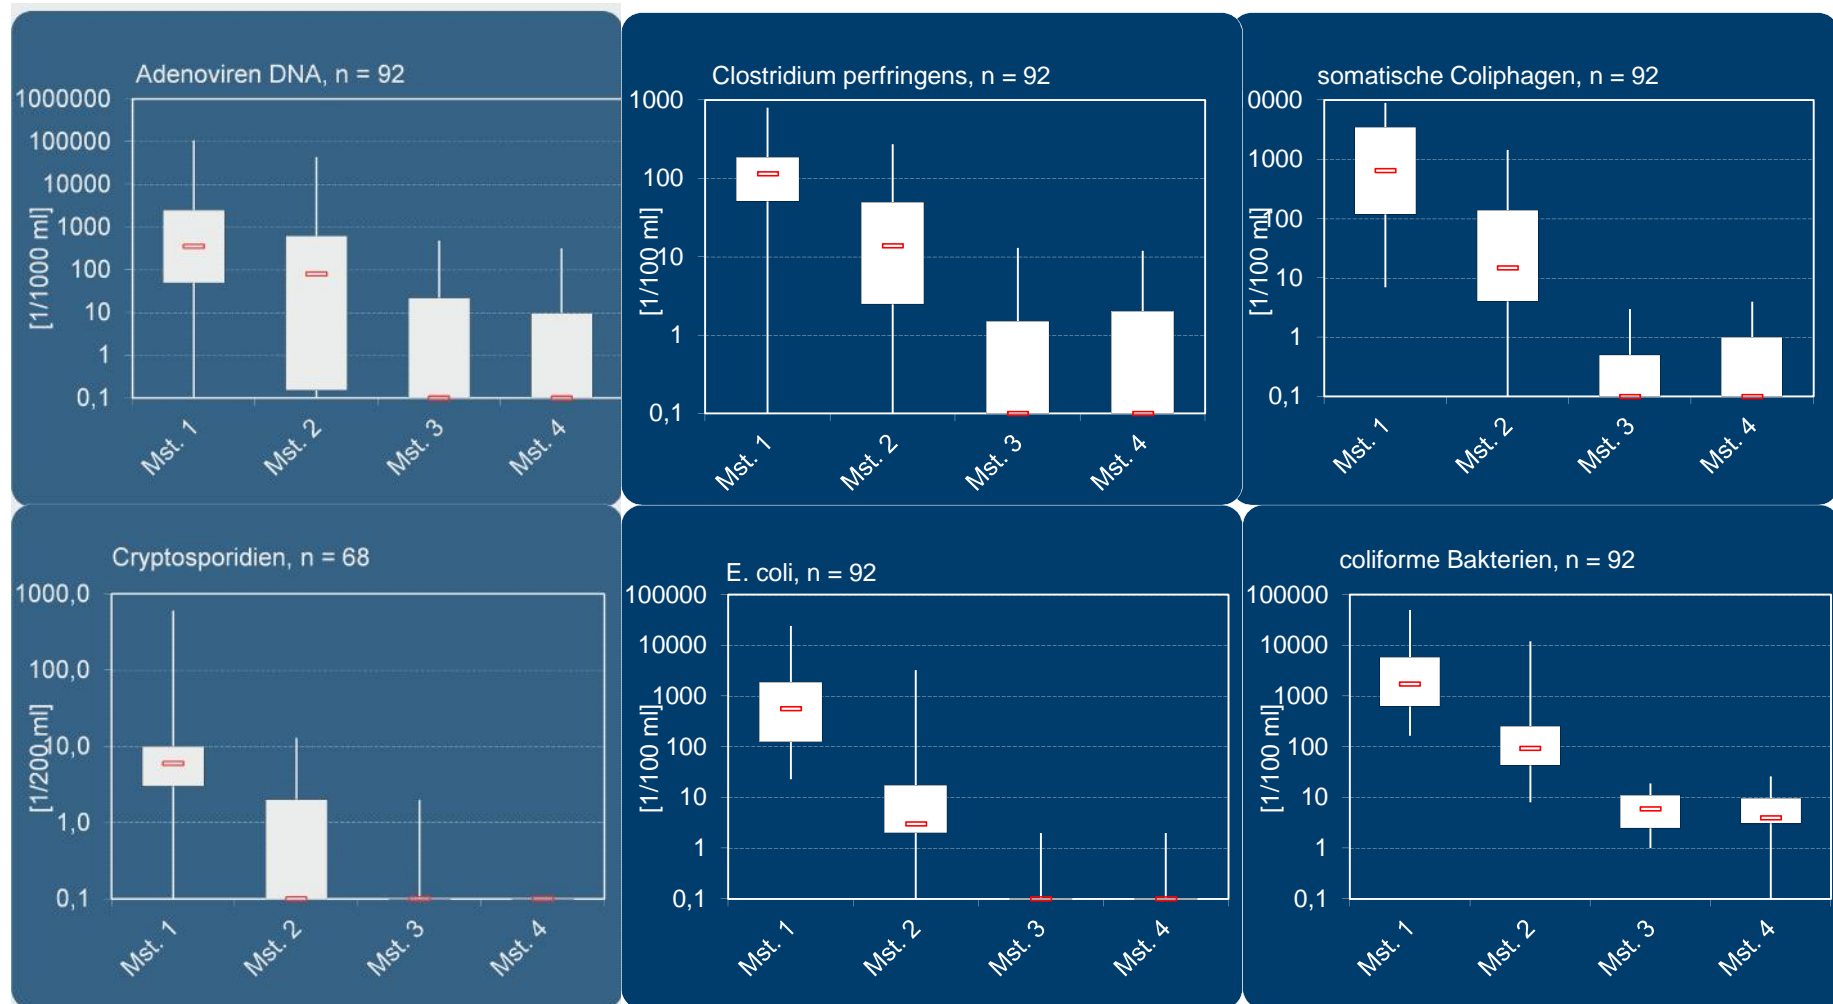 Adenoviren DNA, n = 92
1000000
100000
10000
1000
100
10
1
0,1
[1/1000 ml]
Mst. 1
Mst. 2
Mst. 3
Mst. 4
Clostridium perfringens, n = 92
1000
100
10
1
0,1
[1/100 ml]
Mst. 1
Mst. 2
Mst. 3
Mst. 4
somatische Coliphagen, n = 92
0000
1000
100
10
1
0,1
[1/100 ml]
Mst. 1
Mst. 2
Mst. 3
Mst. 4
Cryptosporidien, n = 68
1000,0
100,0
10,0
1,0
0,1
[1/200 ml]
Mst. 1
Mst. 2
Mst. 3
Mst. 4
E. coli, n = 92
100000
10000
1000
100
10
1
0,1
[1/100 ml]
Mst. 1
Mst. 2
Mst. 3
Mst. 4
coliforme Bakterien, n = 92
100000
10000
1000
100
10
1
0,1
[1/100 ml]
Mst. 1
Mst. 2
Mst. 3
Mst. 4